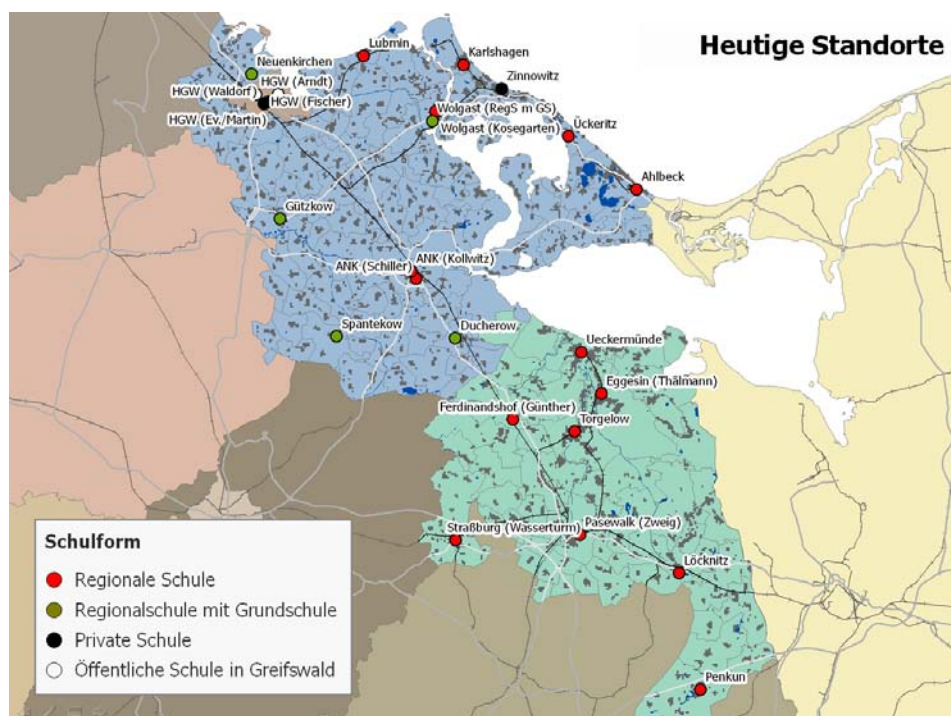 Heutige Standorte
Lubmin
Karlshagen
Neuenkirchen
Zinnowitz
HGW (Arndt)
HGW (Waldorf)
HGW (Fischer)
Wolgast (RegS m GS)
HGW (Ev./Martin)
Wolgast (Kosegarten)
Ückeritz
Ahlbeck
Gützkow
ANK (Kollwitz)
ANK (Schiller)
Spantekow
Ducherow
Ueckermünde
Eggesin (Thälmann)
Ferdinandshof (Günther)
Torgelow
Straßburg (Wasserturm)
Pasewalk (Zweig)
Löcknitz
Penkun
Schulform
Regionale Schule
Regionalschule mit Grundschule
Private Schule
Öffentliche Schule in Greifswald